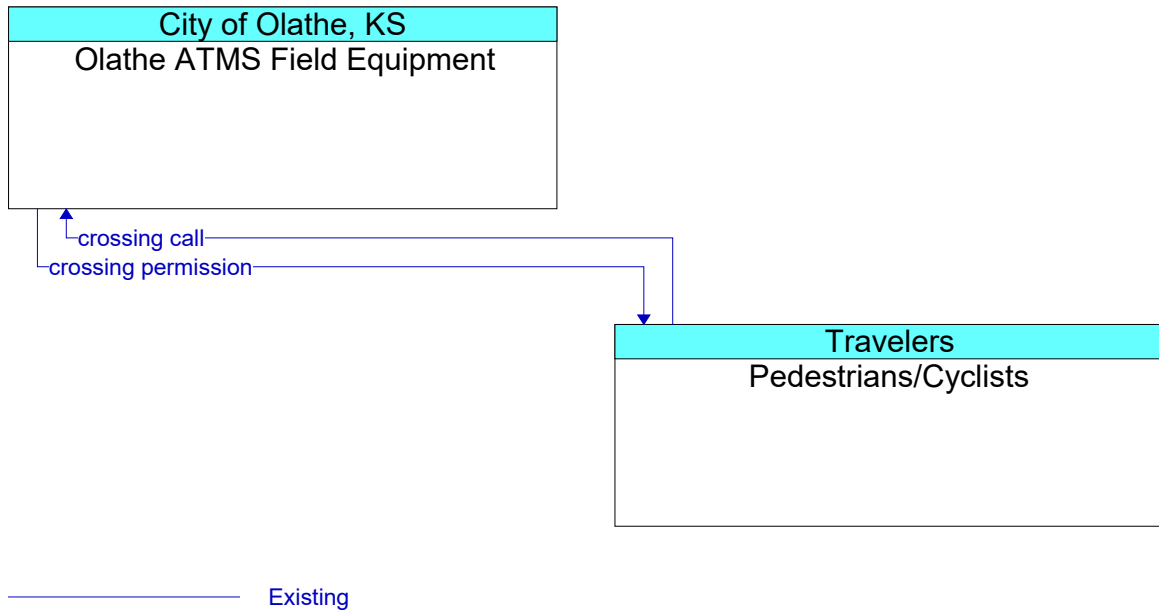 City of Olathe, KS
Olathe ATMS Field Equipment
crossing call
crossing permission
Travelers
Pedestrians/Cyclists
Existing